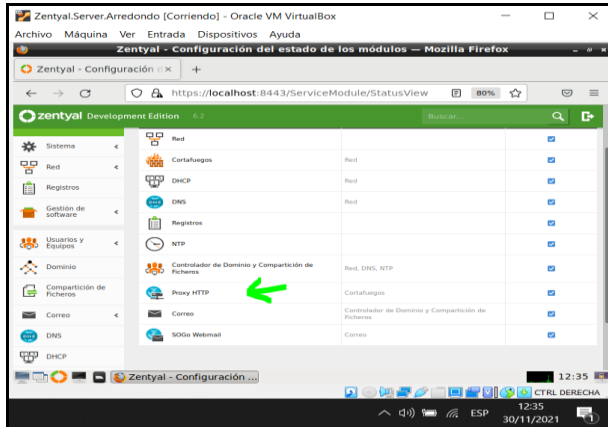 Zentyal.Server.Arredondo [Corriendo] - Oracle VM VirtualBox
Archivo Máquina Ver Entrada Dispositivos Ayuda
Zentyal - Configuración del estado de los módulos — Mozilla Firefox
Zentyal - Configuración d
https://localhost:8443/ServiceModule/StatusView 80%
zentyal Development Edition 6.2 Buscar...
Sistema
Red
Registros
Gestión de
software
Usuarios y
Equipos
Dominio
Compartición de
Ficheros
Correo
DNS
DHCP
Red
Cortafuegos Red
DHCP Red
DNS Red
Registros
NTP
Controlador de Dominio y Compartición de
Ficheros Red, DNS, NTP
Proxy HTTP Cortafuegos
Correo Controlador de Dominio y Compartición de
Ficheros
SOGo Webmail Correo
Zentyal - Configuración ... 12:35
CTRL DERECHA
ESP 12:35
30/11/2021
1